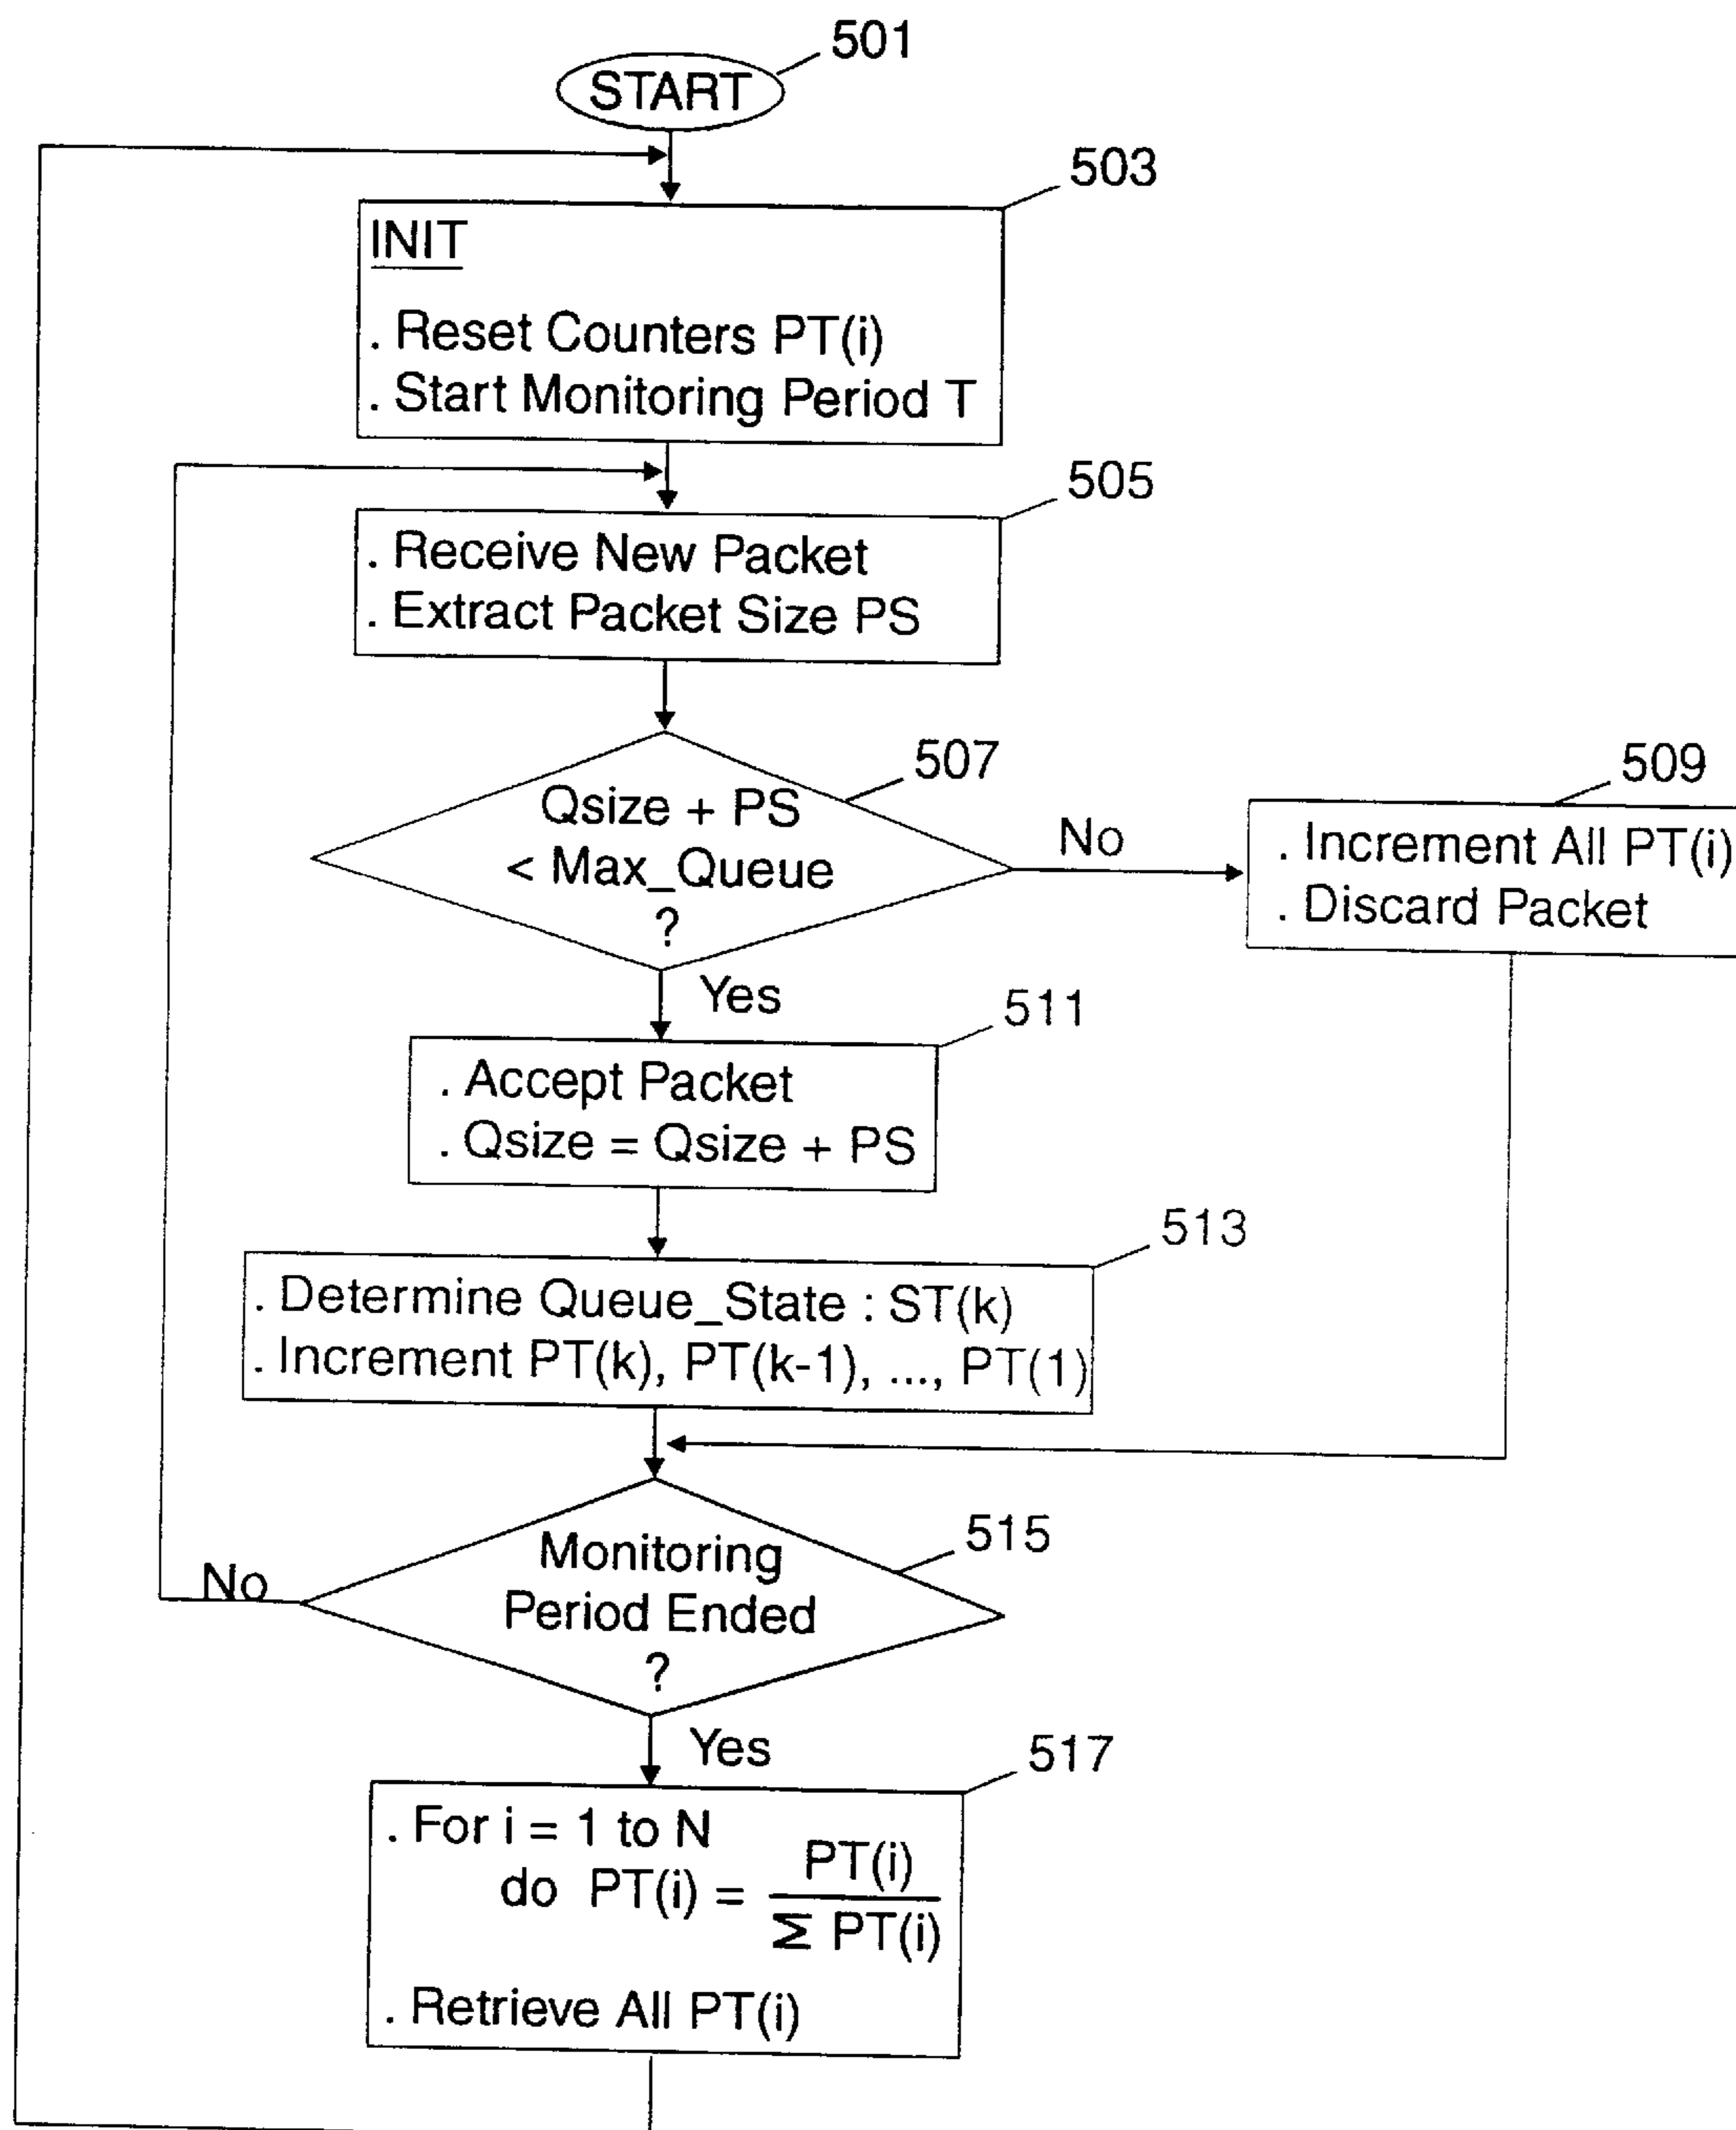 501
START
503
INIT
. Reset Counters PT(i)
. Start Monitoring Period T
505
. Receive New Packet
. Extract Packet Size PS
507
Qsize + PS
< Max_Queue
?
No
509
. Increment All PT(i)
. Discard Packet
Yes
511
. Accept Packet
. Qsize = Qsize + PS
513
. Determine Queue_State : ST(k)
. Increment PT(k), PT(k-1), ..., PT(1)
515
Monitoring
Period Ended
?
No
Yes
517
. For i = 1 to N
do PT(i) = PT(i)
Σ PT(i)
. Retrieve All PT(i)